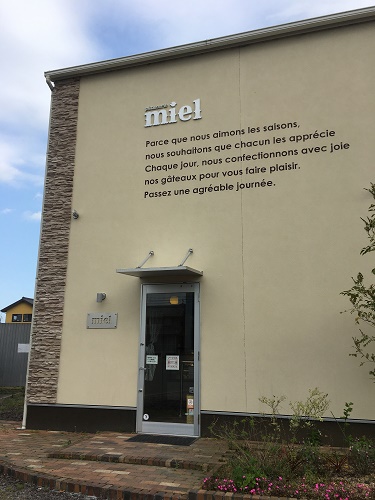 miel
Parce que nous aimons les saisons,
nous souhaitons que chacun les apprécie
Chaque jour, nous confectionnons avec joie
nos gâteaux pour vous faire plaisir.
Passez une agréable journée.
miel